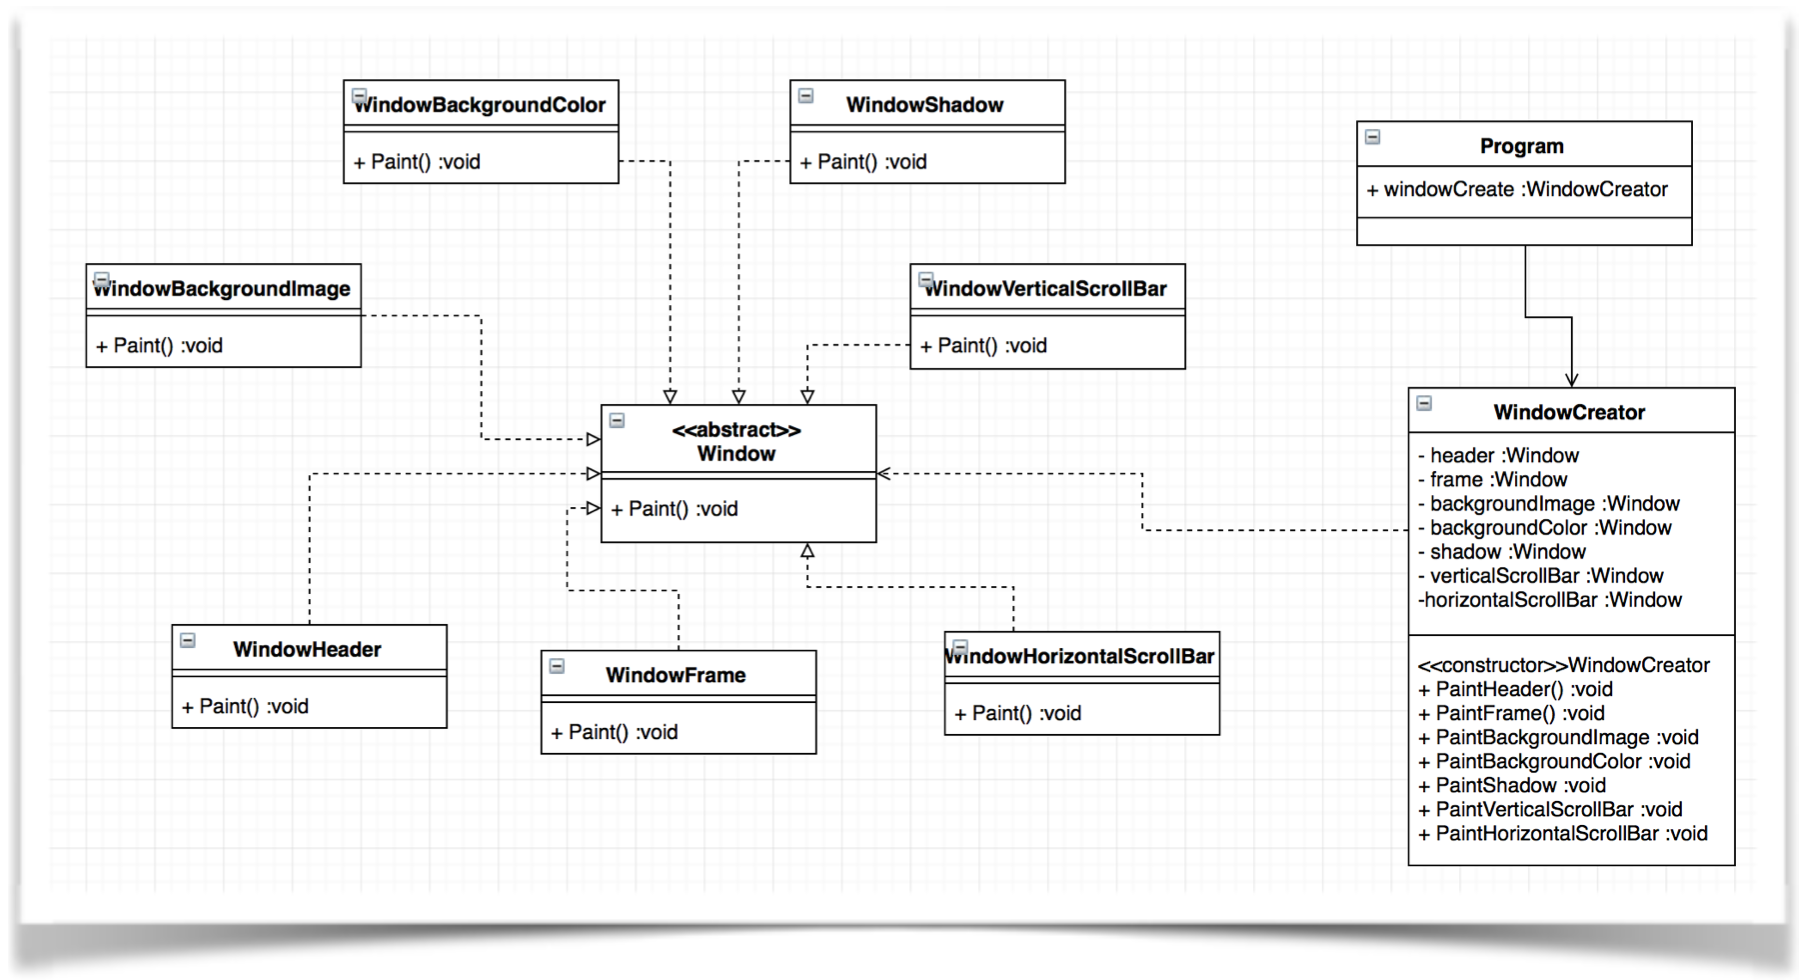 WindowBackgroundColor
+ Paint() :void
WindowShadow
+ Paint() :void
Program
+ windowCreate :WindowCreator
WindowBackgroundImage
+ Paint() :void
WindowVerticalScrollBar
+ Paint() :void
<<abstract>>
Window
+ Paint() :void
WindowCreator
- header :Window
- frame :Window
- backgroundImage :Window
- backgroundColor :Window
- shadow :Window
- verticalScrollBar :Window
-horizontalScrollBar :Window
<<constructor>>WindowCreator
+ PaintHeader() :void
+ PaintFrame() :void
+ PaintBackgroundImage :void
+ PaintBackgroundColor :void
+ PaintShadow :void
+ PaintVerticalScrollBar :void
+ PaintHorizontalScrollBar :void
WindowHeader
+ Paint() :void
WindowFrame
+ Paint() :void
WindowHorizontalScrollBar
+ Paint() :void